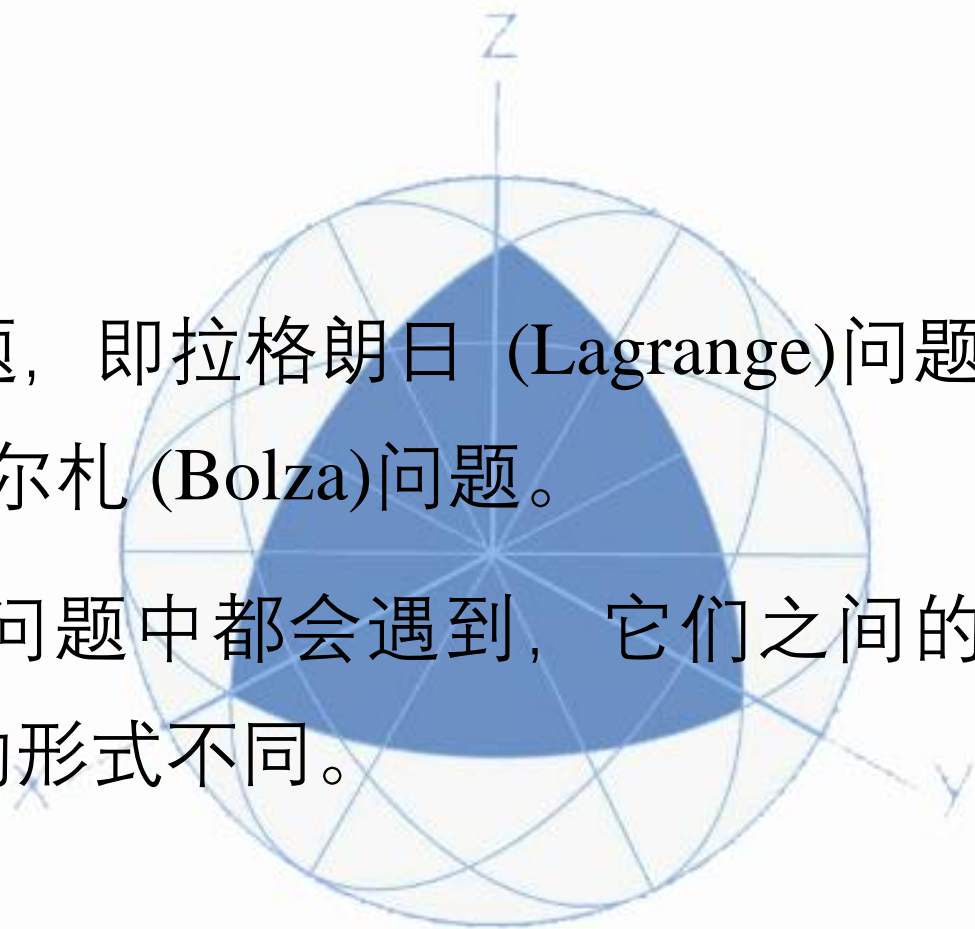 Z
题，即拉格朗日 (Lagrange)问题
尔札 (Bolza)问题。
问题中都会遇到，它们之间的
的形式不同。
X
Y